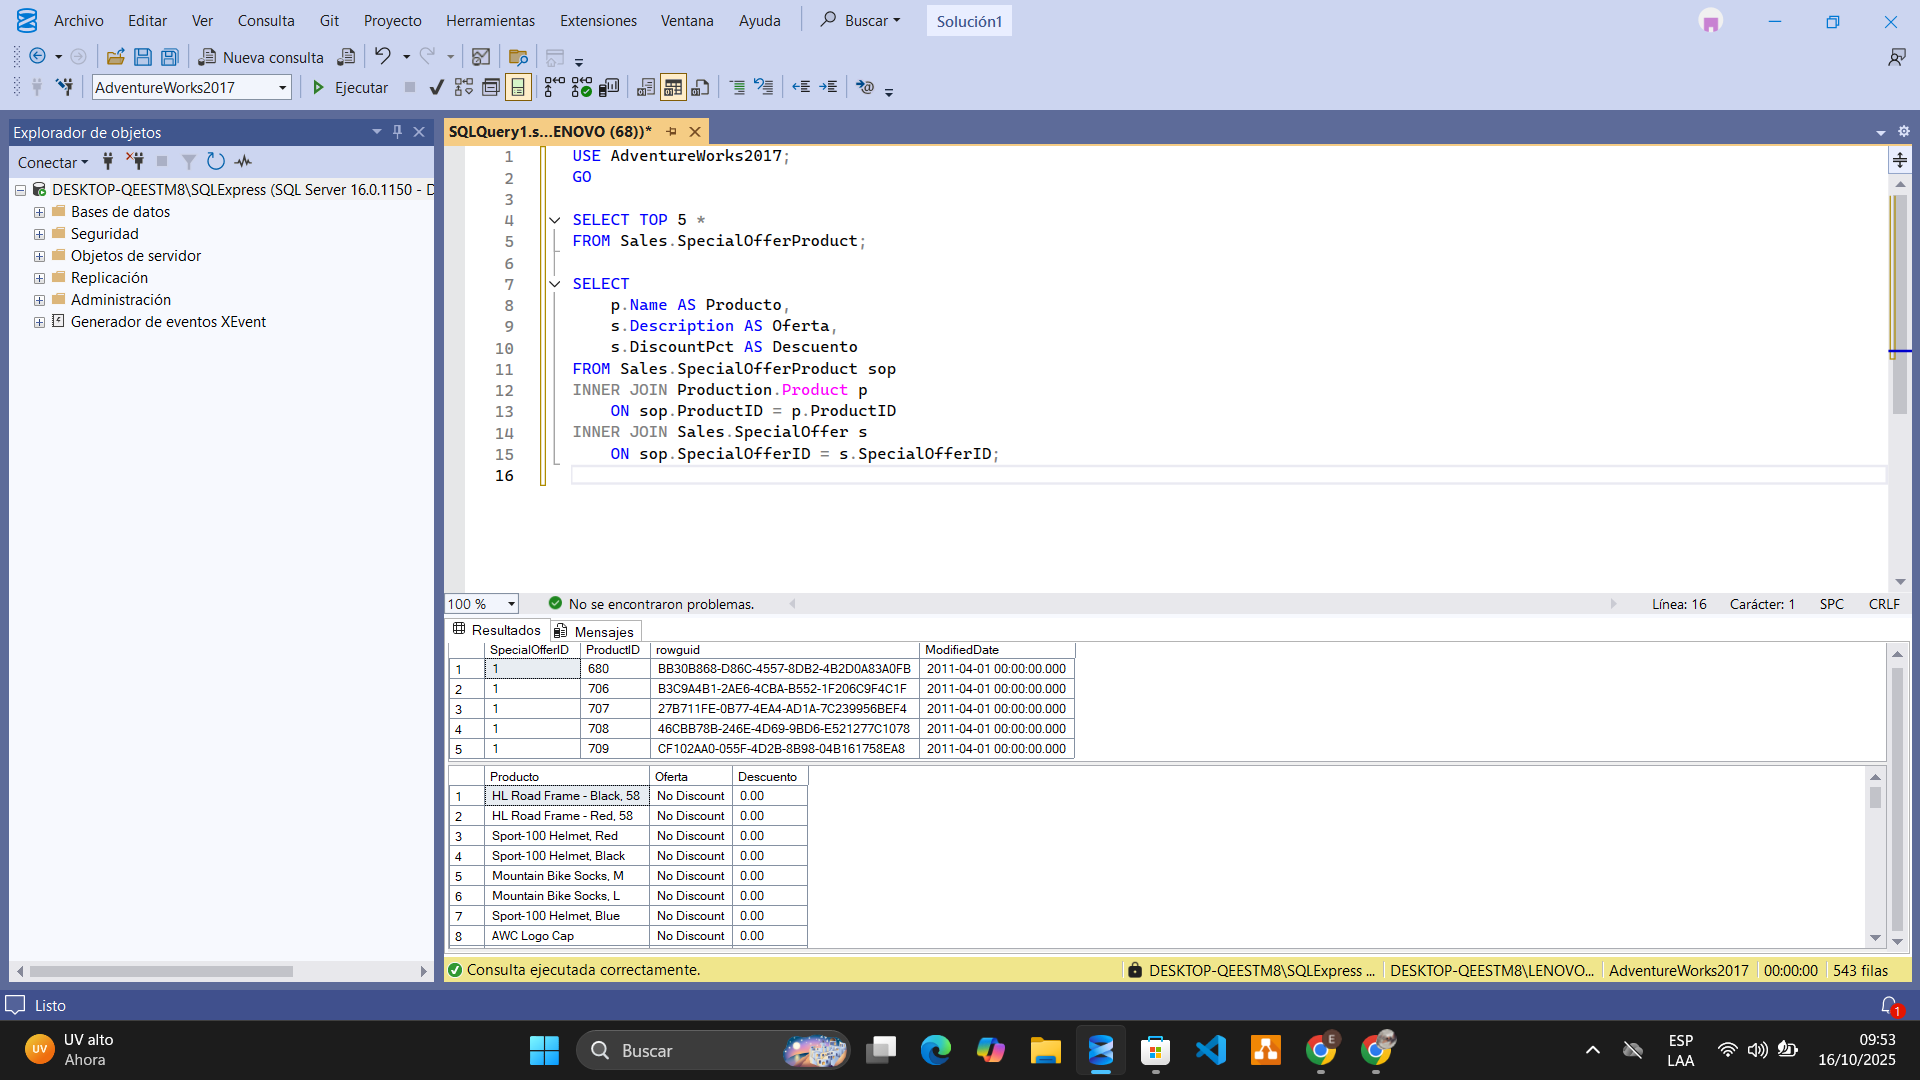 Archivo Editar Ver Consulta Git Proyecto Herramientas Extensiones Ventana Ayuda Buscar Solución1
Nueva consulta
AdventureWorks2017 Ejecutar
Explorador de objetos
SQLQuery1.s...ENOVO (68))*
Conectar
DESKTOP-QEESTM8\SQLExpress (SQL Server 16.0.1150 - D
Bases de datos
Seguridad
Objetos de servidor
Replicación
Administración
Generador de eventos XEvent
1 USE AdventureWorks2017;
2 GO
3
4 SELECT TOP 5 *
5 FROM Sales.SpecialOfferProduct;
6
7 SELECT
8 p.Name AS Producto,
9 s.Description AS Oferta,
10 s.DiscountPct AS Descuento
11 FROM Sales.SpecialOfferProduct sop
12 INNER JOIN Production.Product p
13 ON sop.ProductID = p.ProductID
14 INNER JOIN Sales.SpecialOffer s
15 ON sop.SpecialOfferID = s.SpecialOfferID;
16
100 % No se encontraron problemas. Línea: 16 Carácter: 1 SPC CRLF
Resultados Mensajes
SpecialOfferID ProductID rowguid ModifiedDate
1 1 680 BB30B868-D86C-4557-8DB2-4B2D0A83A0FB 2011-04-01 00:00:00.000
2 1 706 B3C9A4B1-2AE6-4CBA-B552-1F206C9F4C1F 2011-04-01 00:00:00.000
3 1 707 27B711FE-0B77-4EA4-AD1A-7C239956BEF4 2011-04-01 00:00:00.000
4 1 708 46CBB78B-246E-4D69-9BD6-E521277C1078 2011-04-01 00:00:00.000
5 1 709 CF102AA0-055F-4D2B-8B98-04B161758EA8 2011-04-01 00:00:00.000
Producto Oferta Descuento
1 HL Road Frame - Black, 58 No Discount 0.00
2 HL Road Frame - Red, 58 No Discount 0.00
3 Sport-100 Helmet, Red No Discount 0.00
4 Sport-100 Helmet, Black No Discount 0.00
5 Mountain Bike Socks, M No Discount 0.00
6 Mountain Bike Socks, L No Discount 0.00
7 Sport-100 Helmet, Blue No Discount 0.00
8 AWC Logo Cap No Discount 0.00
Consulta ejecutada correctamente. DESKTOP-QEESTM8\SQLExpress ... DESKTOP-QEESTM8\LENOVO... AdventureWorks2017 00:00:00 543 filas
Listo 1
UV UV alto
Ahora
Buscar
E
ESP
LAA
09:53
16/10/2025